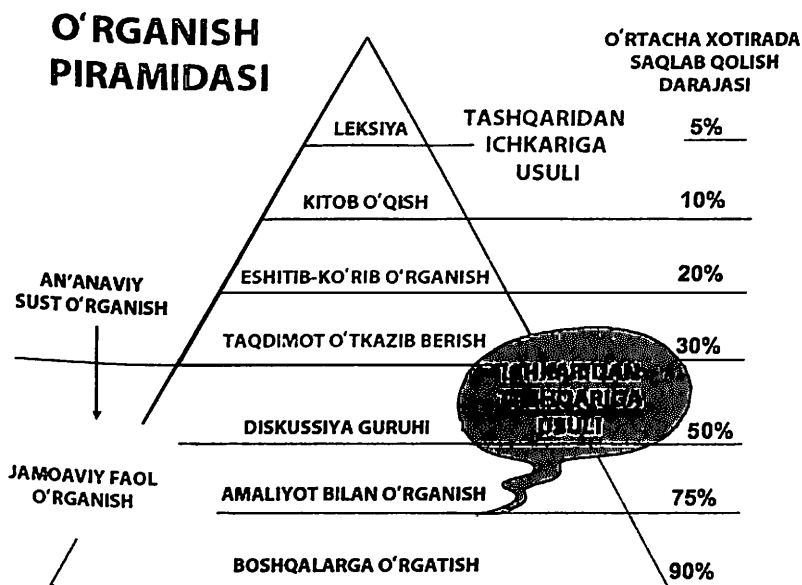 O‘RGANISH
PIRAMIDASI
O‘RTACHA XOTIRADA
SAQLAB QOLISH
DARAJASI
LEKSIYA
TASHQARIDAN
ICHKARIGA
USULI
5%
KITOB O‘QISH
10%
AN’ANAVIY
SUST O‘RGANISH
ESHITIB-KO‘RIB O‘RGANISH
20%
TAQDIMOT O‘TKAZIB BERISH
30%
ICHKARIDAN
TASHQARIGA
USULI
DISKUSSIYA GURUHI
50%
JAMOAVIY FAOL
O‘RGANISH
AMALIYOT BILAN O‘RGANISH
75%
BOSHQALARGA O‘RGATISH
90%